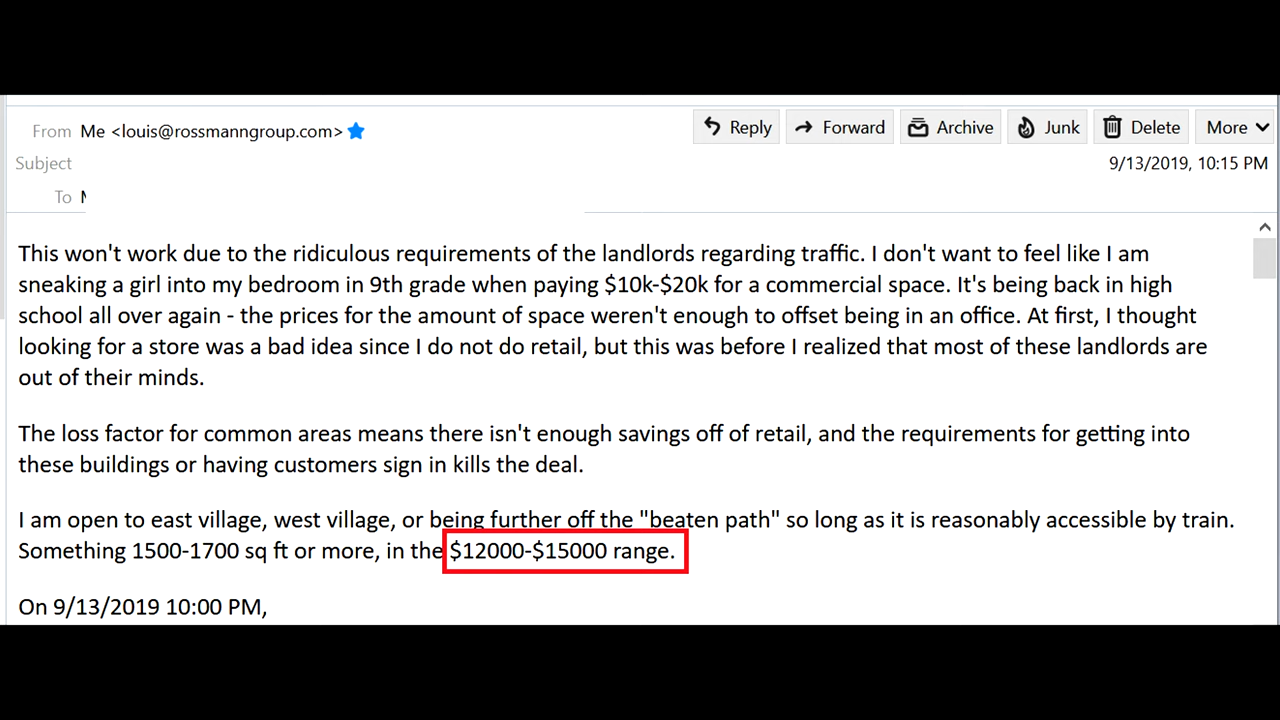 From Me <louis@rossmanngroup.com> Reply Forward Archive Junk Delete More
Subject 9/13/2019, 10:15 PM
To
This won't work due to the ridiculous requirements of the landlords regarding traffic. I don't want to feel like I am
sneaking a girl into my bedroom in 9th grade when paying $10k-$20k for a commercial space. It's being back in high
school all over again - the prices for the amount of space weren't enough to offset being in an office. At first, I thought
looking for a store was a bad idea since I do not do retail, but this was before I realized that most of these landlords are
out of their minds.
The loss factor for common areas means there isn't enough savings off of retail, and the requirements for getting into
these buildings or having customers sign in kills the deal.
I am open to east village, west village, or being further off the "beaten path" so long as it is reasonably accessible by train.
Something 1500-1700 sq ft or more, in the $12000-$15000 range.
On 9/13/2019 10:00 PM,